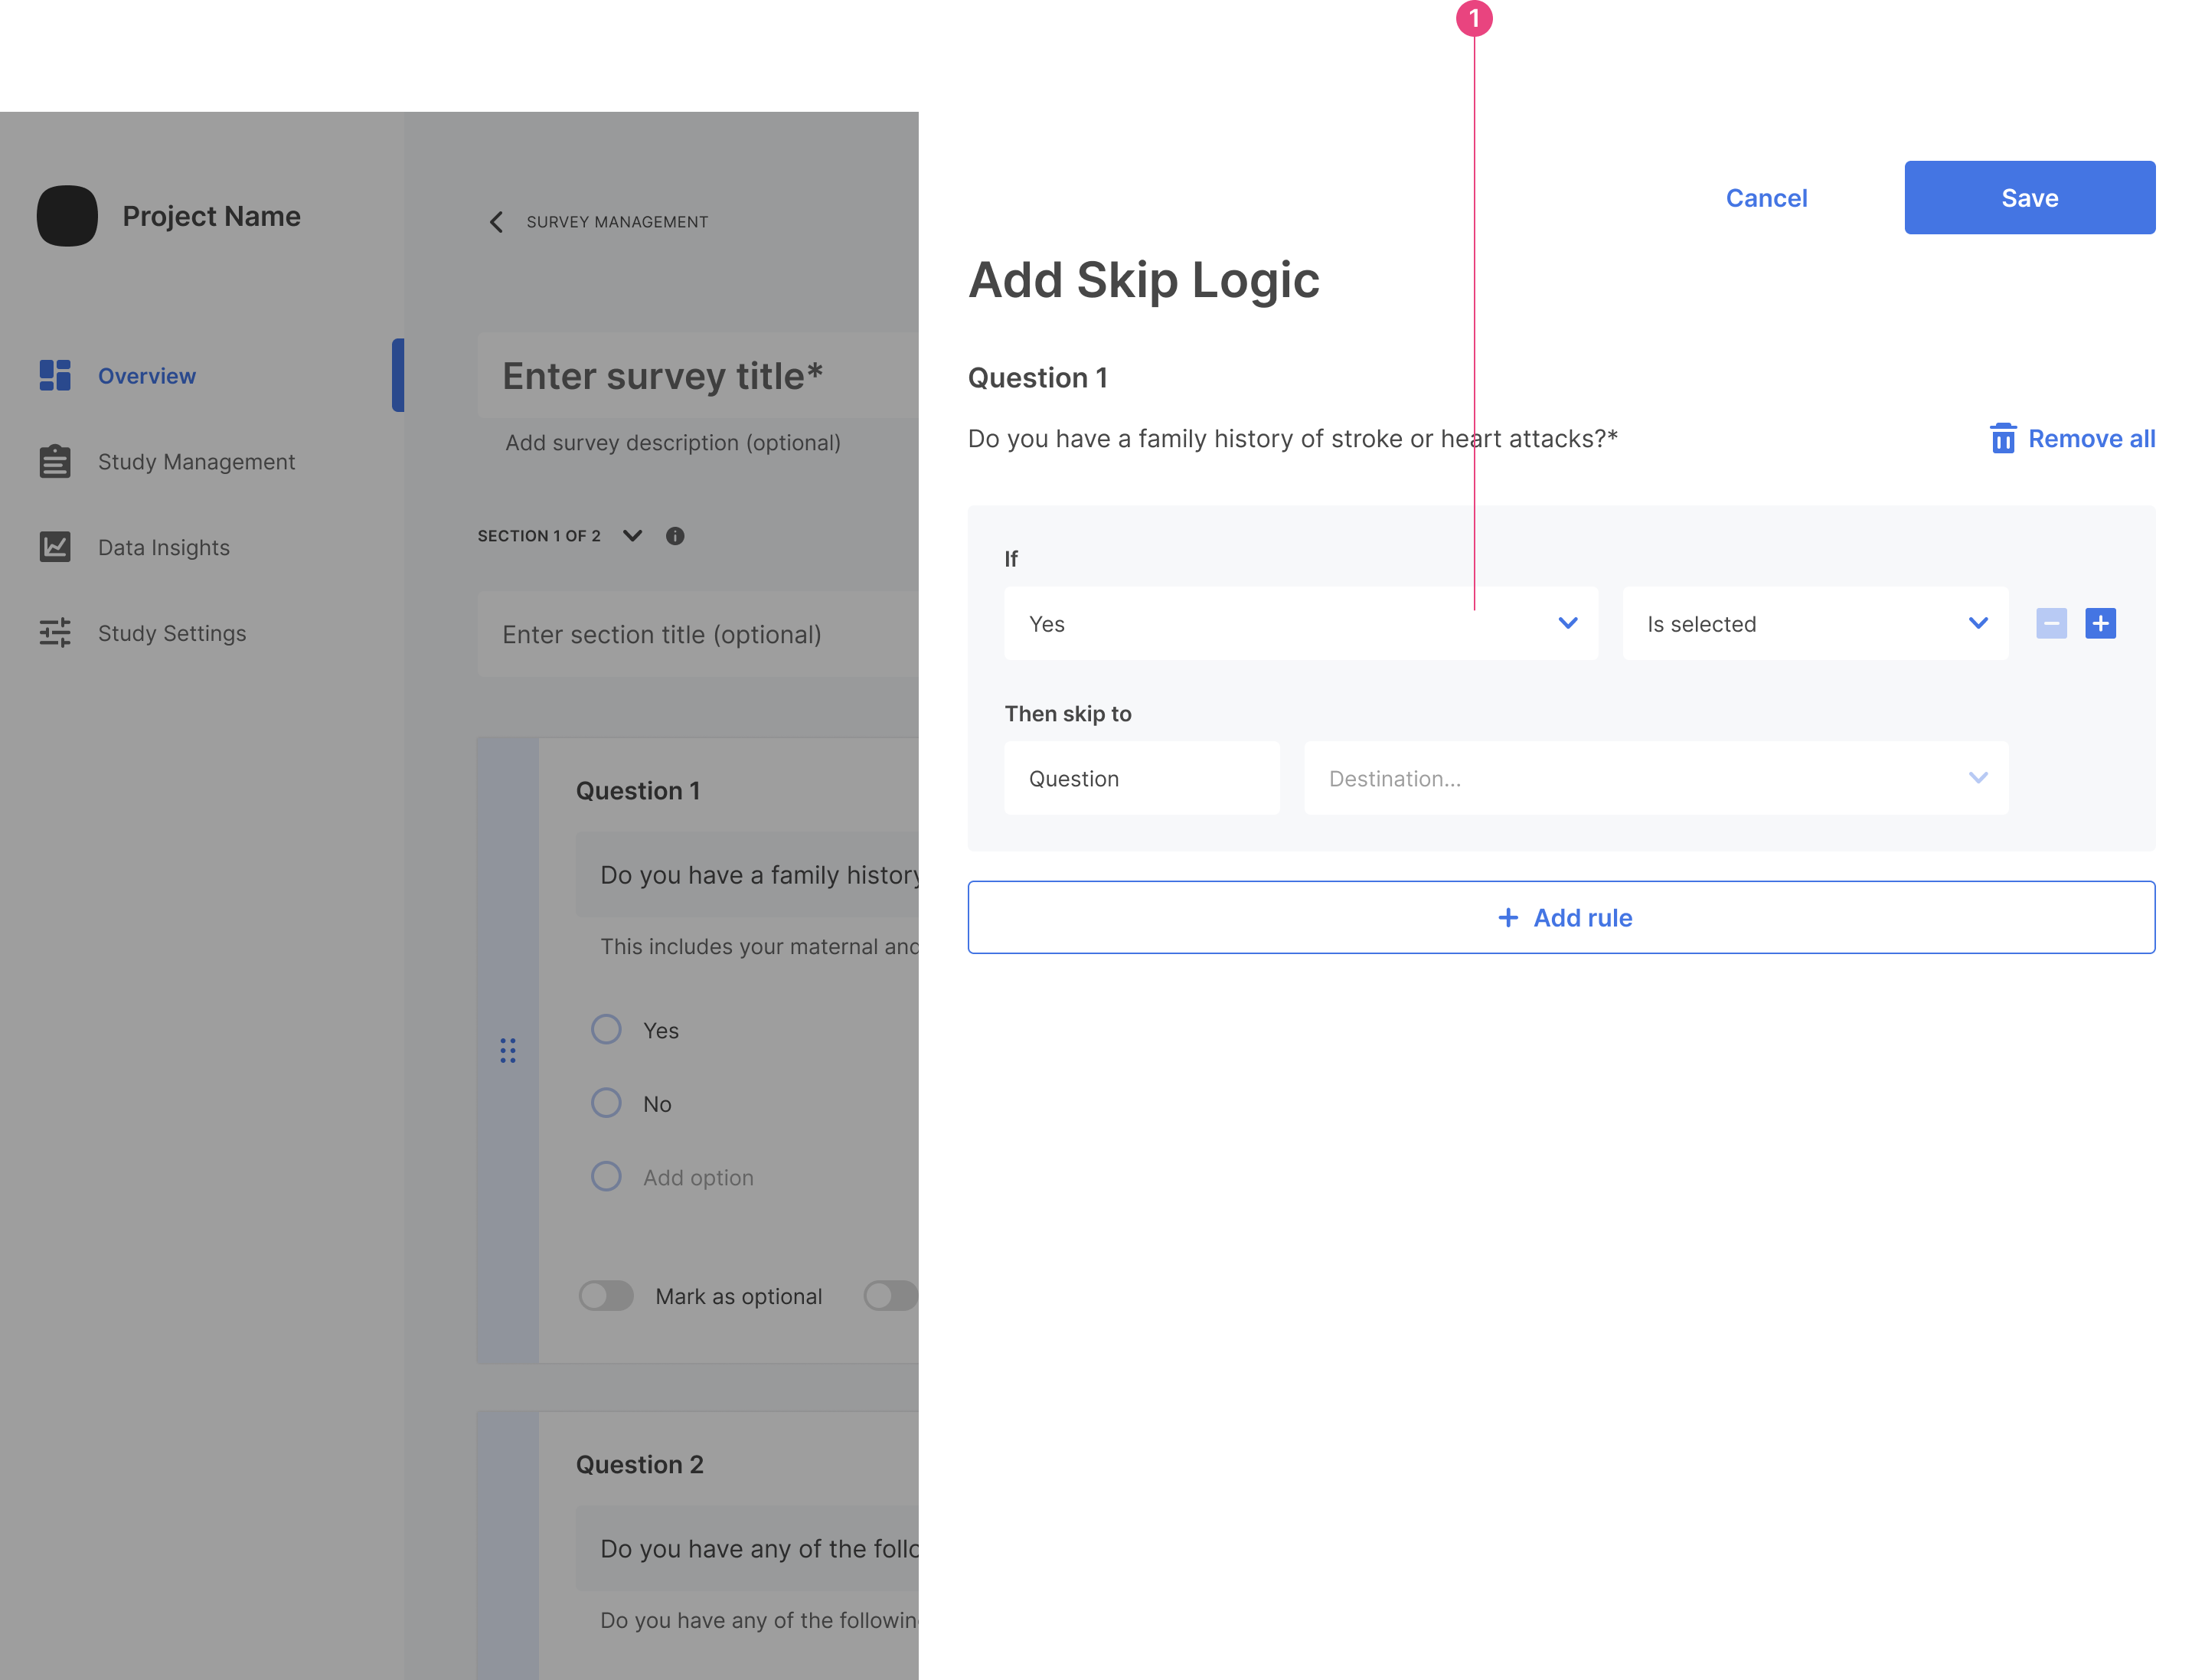 1
Project Name
Overview
Study Management
Data Insights
Study Settings
SURVEY MANAGEMENT
Enter survey title*
Add survey description (optional)
SECTION 1 OF 2
Enter section title (optional)
Question 1
Do you have a family history
This includes your maternal and
Yes
No
Add option
Mark as optional
Question 2
Do you have any of the follo
Do you have any of the followin
Cancel
Save
Add Skip Logic
Question 1
Do you have a family history of stroke or heart attacks?*
Remove all
If
Yes
Is selected
Then skip to
Question
Destination...
+ Add rule